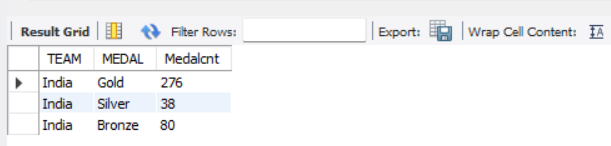 Result Grid Filter Rows: Export: Wrap Cell Content: IA
TEAM MEDAL Medalcnt
India Gold 276
India Silver 38
India Bronze 80